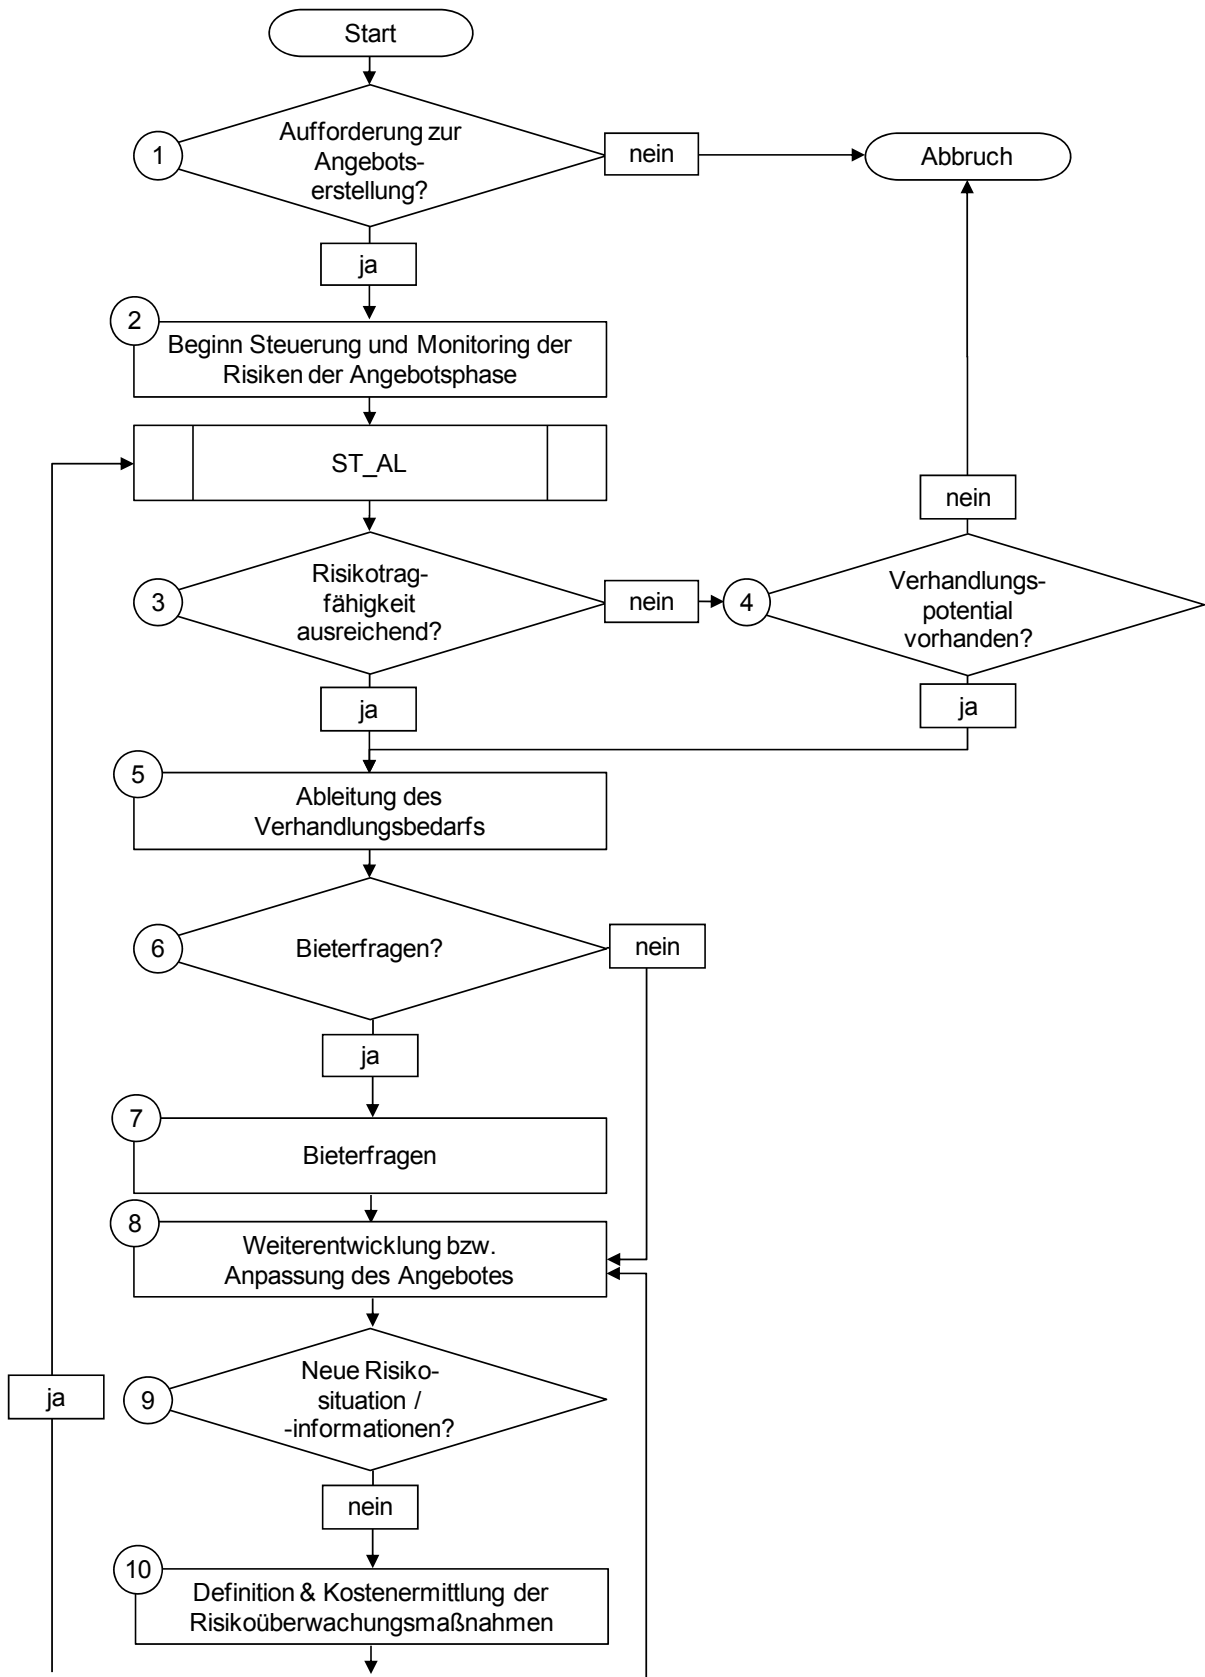 Start
1
Aufforderung zur
Angebots-
erstellung?
nein
Abbruch
ja
2
Beginn Steuerung und Monitoring der
Risiken der Angebotsphase
ST_AL
nein
3
Risikotrag-
fähigkeit
ausreichend?
nein
4
Verhandlungs-
potential
vorhanden?
ja
ja
5
Ableitung des
Verhandlungsbedarfs
6
Bieterfragen?
nein
ja
7
Bieterfragen
8
Weiterentwicklung bzw.
Anpassung des Angebotes
ja
9
Neue Risiko-
situation /
-informationen?
nein
10
Definition & Kostenermittlung der
Risikoüberwachungsmaßnahmen